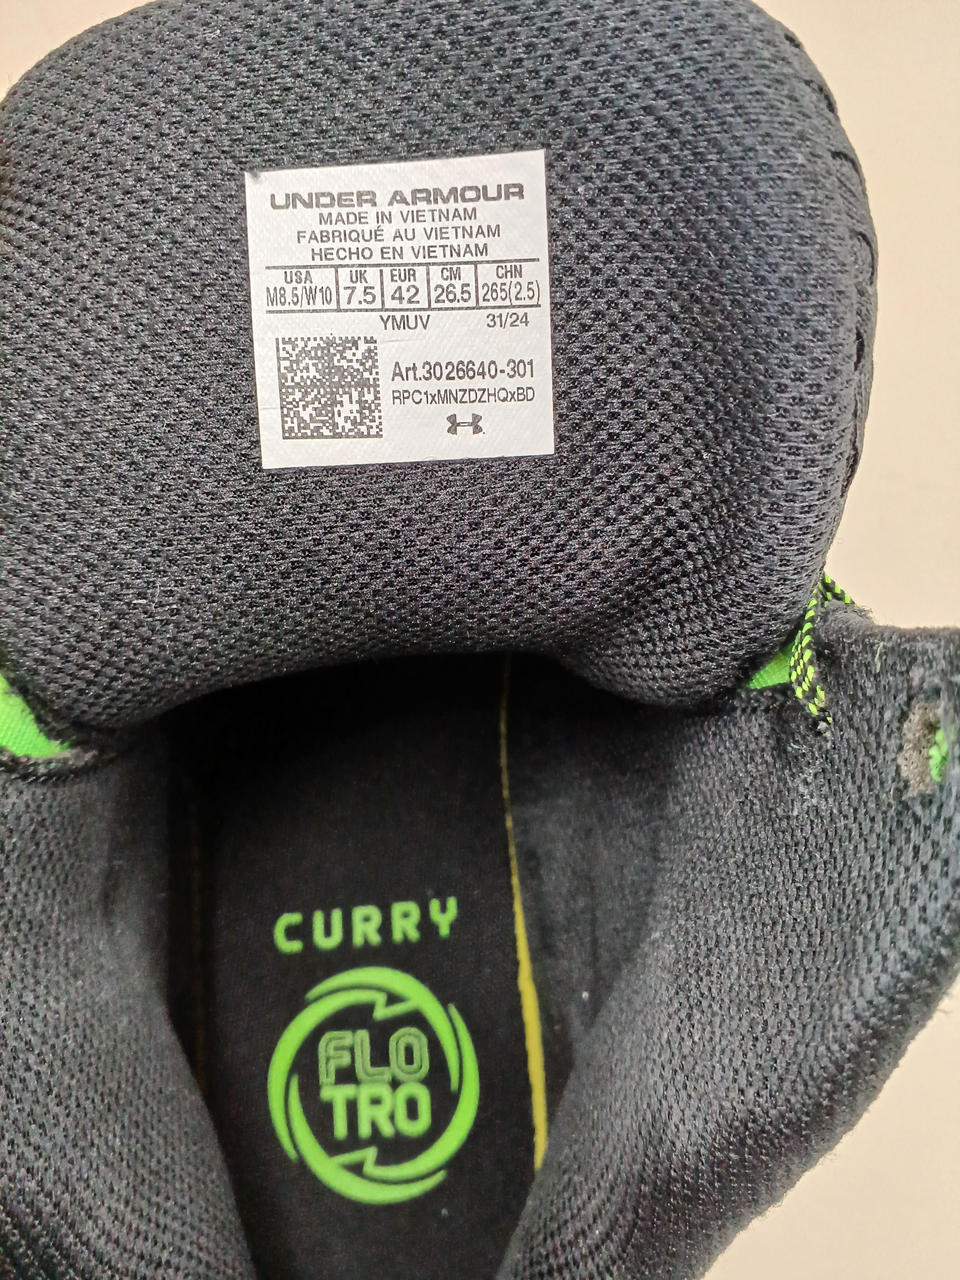 UNDER ARMOUR
MADE IN VIETNAM
FABRIQUÉ AU VIETNAM
HECHO EN VIETNAM
USA UK EUR CM CHN
M8.5/W10 7.5 42 26.5 265(2.5)
YMUV 31/24
Art.3026640-301
RPC1xMNZDZHQxBD
CURRY
FLO
TRO